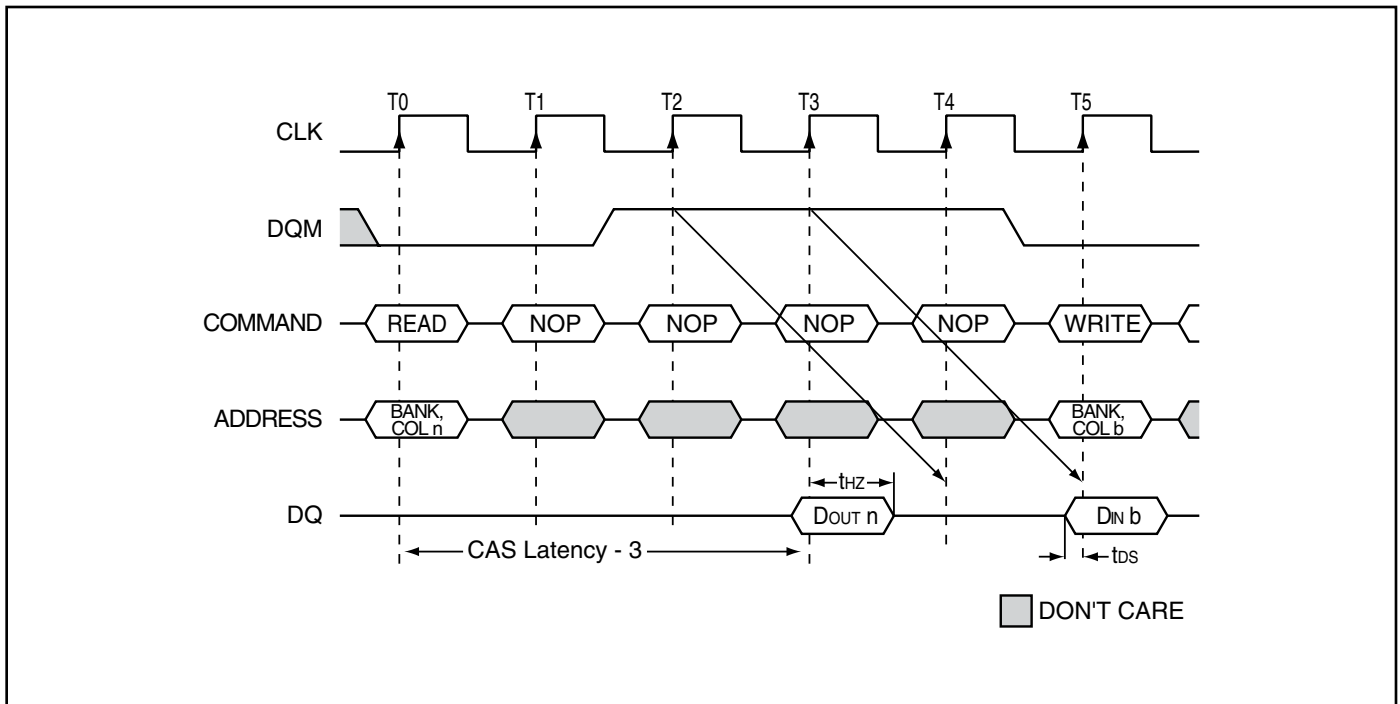 T0 T1 T2 T3 T4 T5
CLK
DQM
COMMAND READ NOP NOP NOP NOP WRITE
ADDRESS BANK, COL n BANK, COL b
tHZ
DQ DOUT n DIN b
CAS Latency - 3 tDS
DON'T CARE